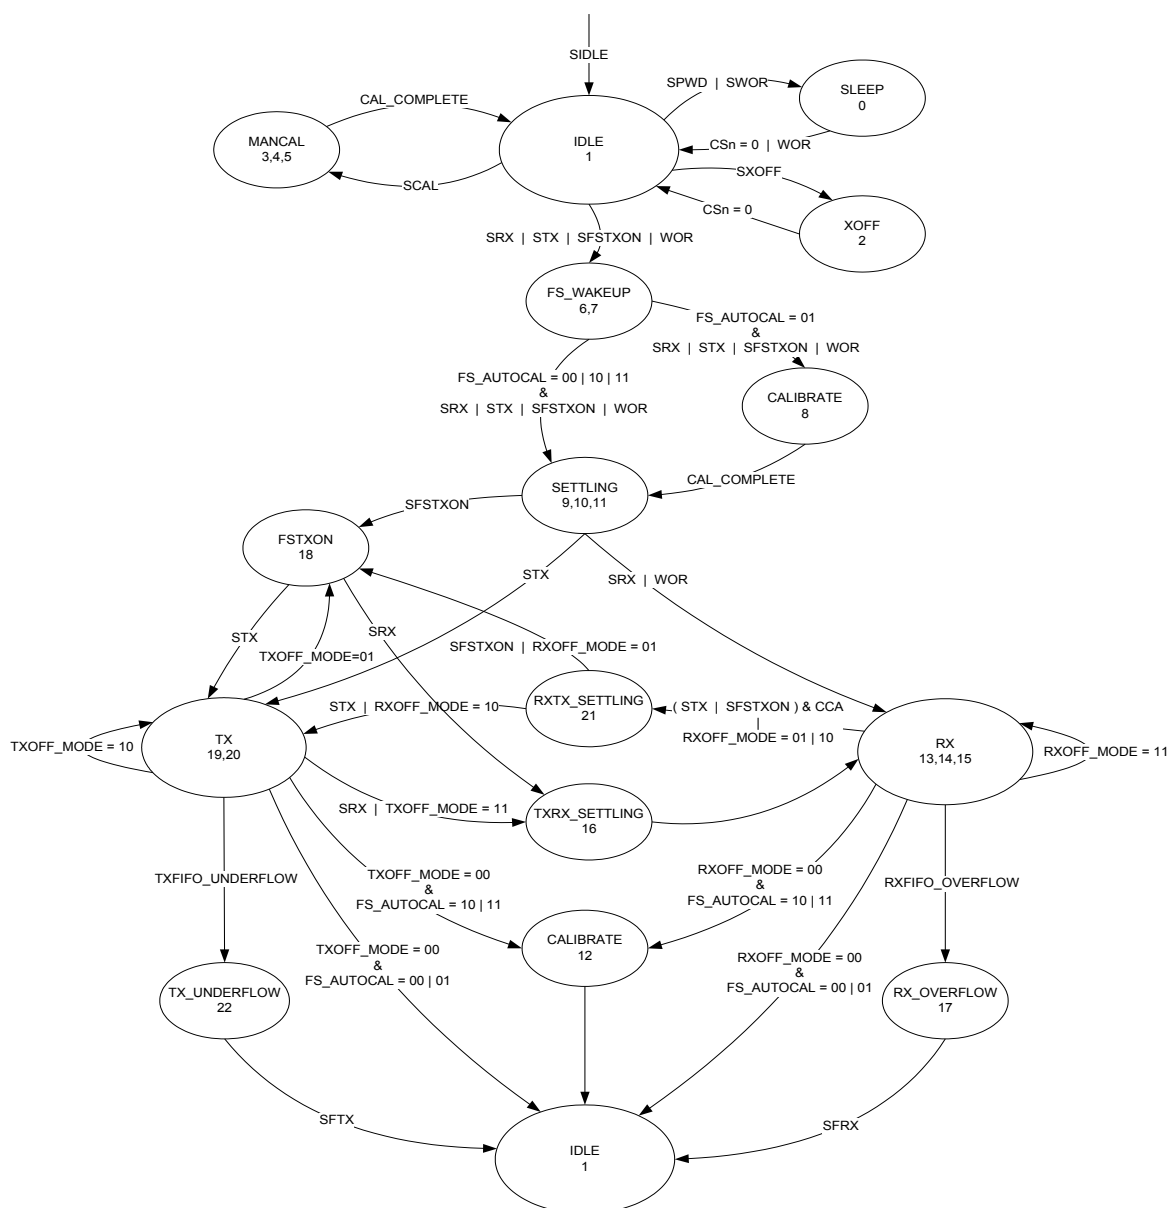 SIDLE
SPWD | SWOR
SLEEP
0
CAL_COMPLETE
MANCAL
3,4,5
IDLE
1
CSn = 0 | WOR
SXOFF
SCAL
CSn = 0
XOFF
2
SRX | STX | SFSTXON | WOR
FS_WAKEUP
6,7
FS_AUTOCAL = 01
&
SRX | STX | SFSTXON | WOR
FS_AUTOCAL = 00 | 10 | 11
&
SRX | STX | SFSTXON | WOR
CALIBRATE
8
CAL_COMPLETE
SETTLING
9,10,11
SFSTXON
FSTXON
18
STX
SRX | WOR
STX
SRX
TXOFF_MODE=01
SFSTXON | RXOFF_MODE = 01
RXTX_SETTLING
21
STX | RXOFF_MODE = 10
( STX | SFSTXON ) & CCA
|
RXOFF_MODE = 01 | 10
TXOFF_MODE = 10
TX
19,20
RX
13,14,15
RXOFF_MODE = 11
SRX | TXOFF_MODE = 11
TXRX_SETTLING
16
TXFIFO_UNDERFLOW
TXOFF_MODE = 00
&
FS_AUTOCAL = 10 | 11
RXOFF_MODE = 00
&
FS_AUTOCAL = 10 | 11
RXFIFO_OVERFLOW
TXOFF_MODE = 00
&
FS_AUTOCAL = 00 | 01
CALIBRATE
12
RXOFF_MODE = 00
&
FS_AUTOCAL = 00 | 01
TX_UNDERFLOW
22
RX_OVERFLOW
17
SFTX
SFRX
IDLE
1